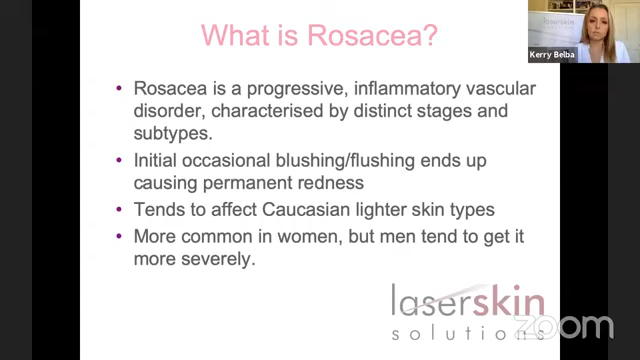 What is Rosacea?
laserskin
Kerry Belba
• Rosacea is a progressive, inflammatory vascular
disorder, characterised by distinct stages and
subtypes.
• Initial occasional blushing/flushing ends up
causing permanent redness
• Tends to affect Caucasian lighter skin types
• More common in women, but men tend to get it
more severely.
laserskin
solutions
zoom